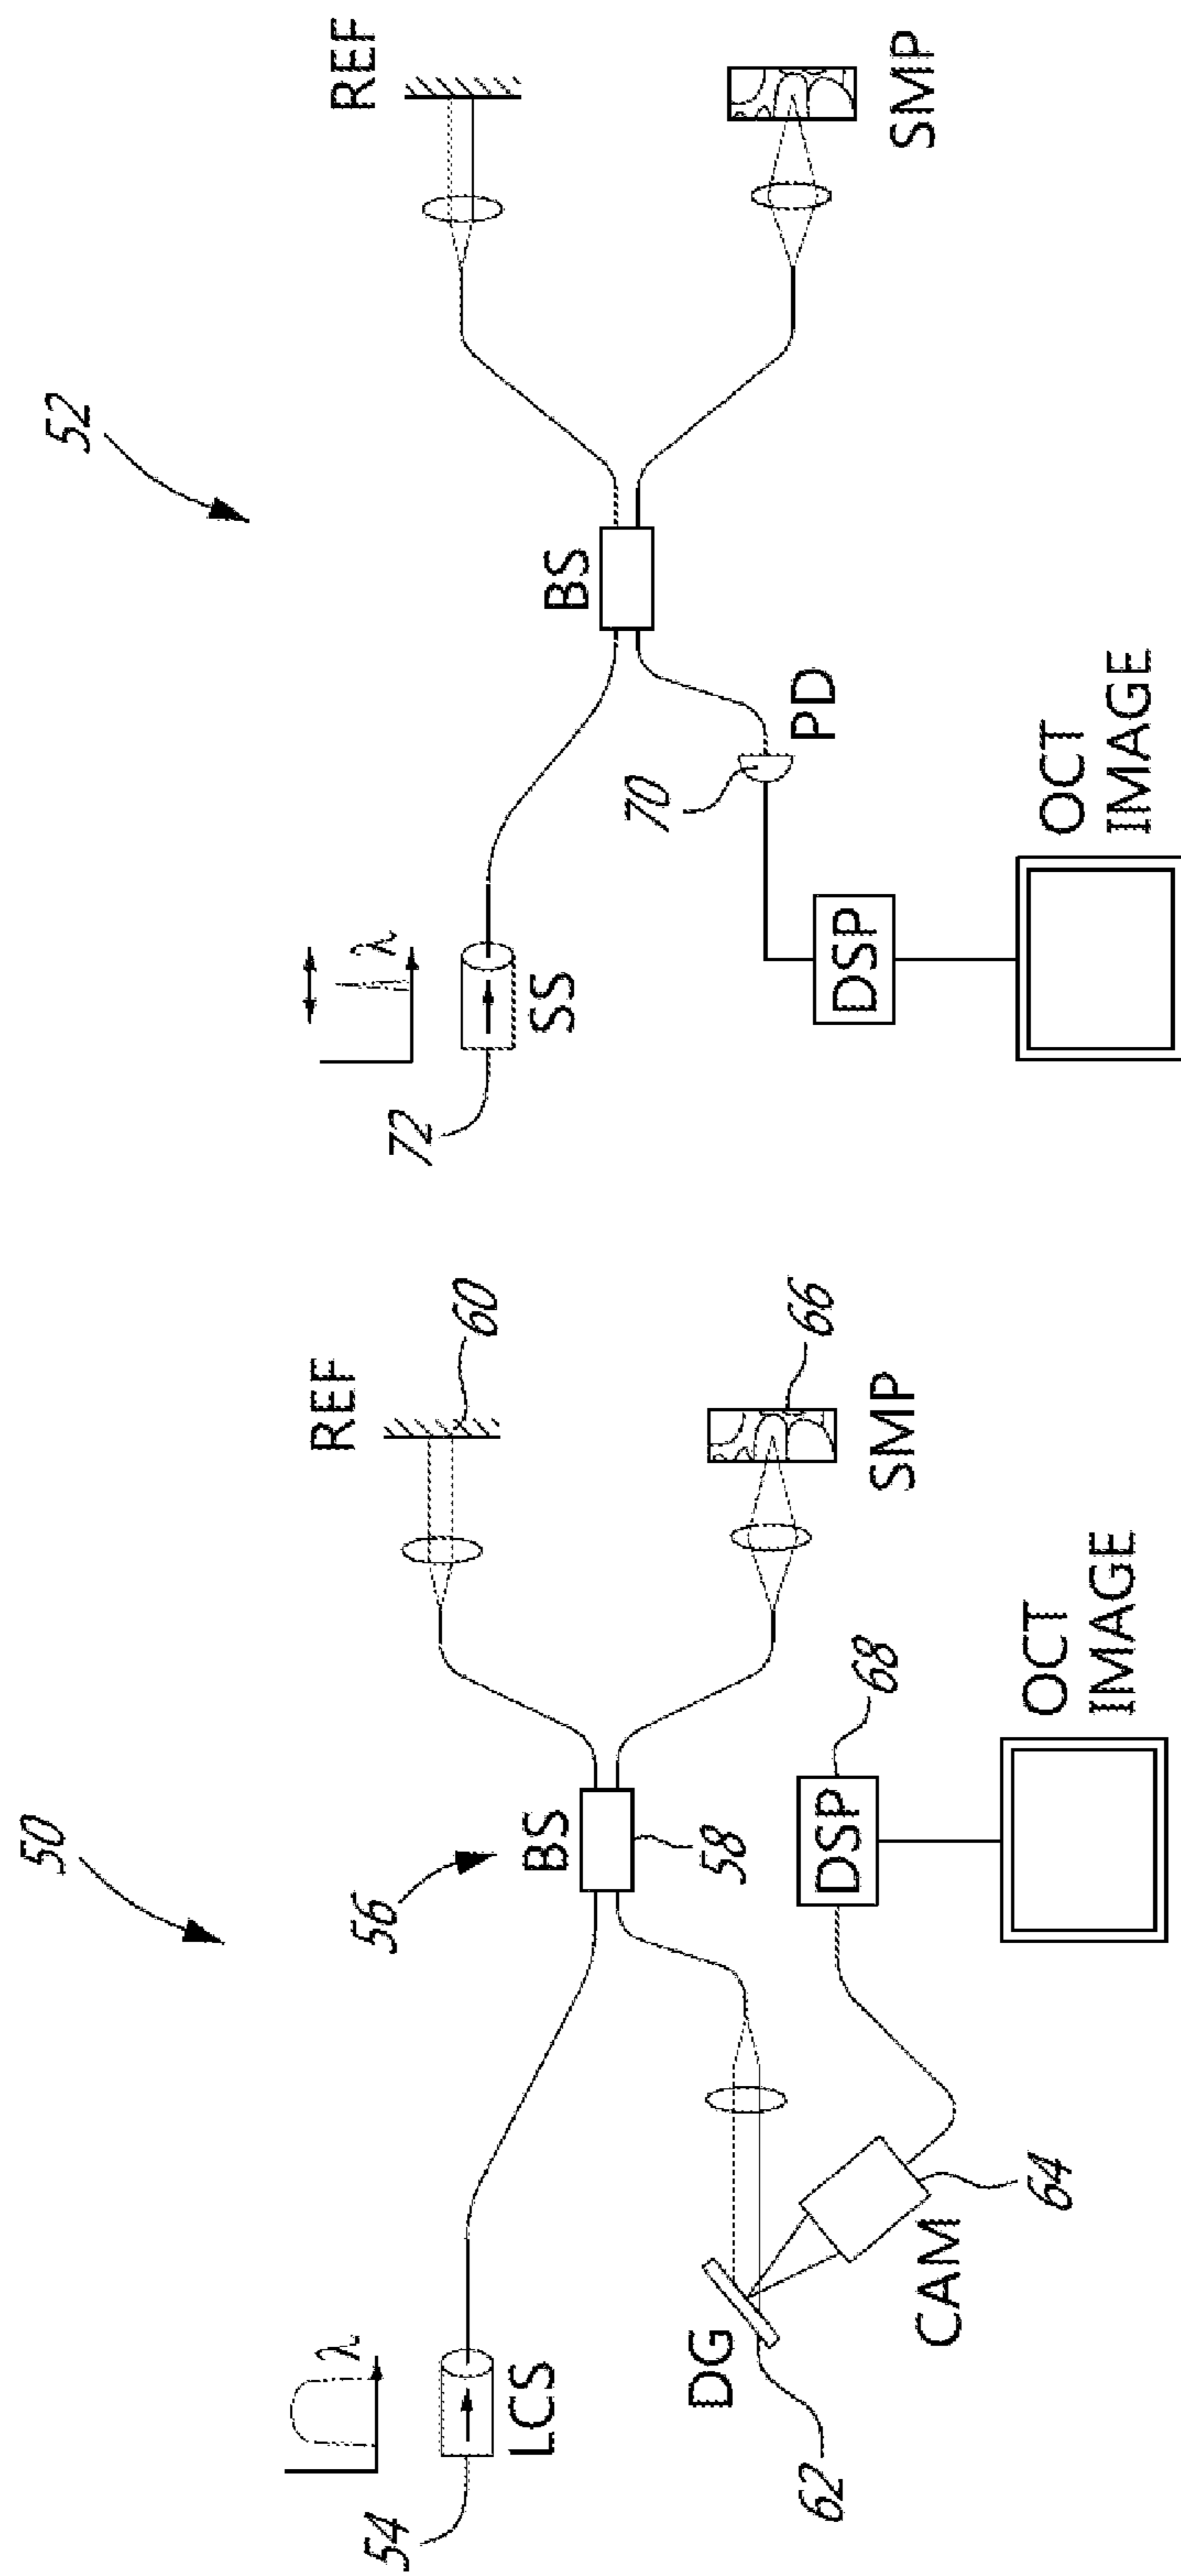 50
56
54
λ
LCS
BS
58
REF
60
66
SMP
DG
62
CAM
64
DSP
68
OCT
IMAGE
52
72
λ
SS
BS
REF
SMP
70
PD
DSP
OCT
IMAGE